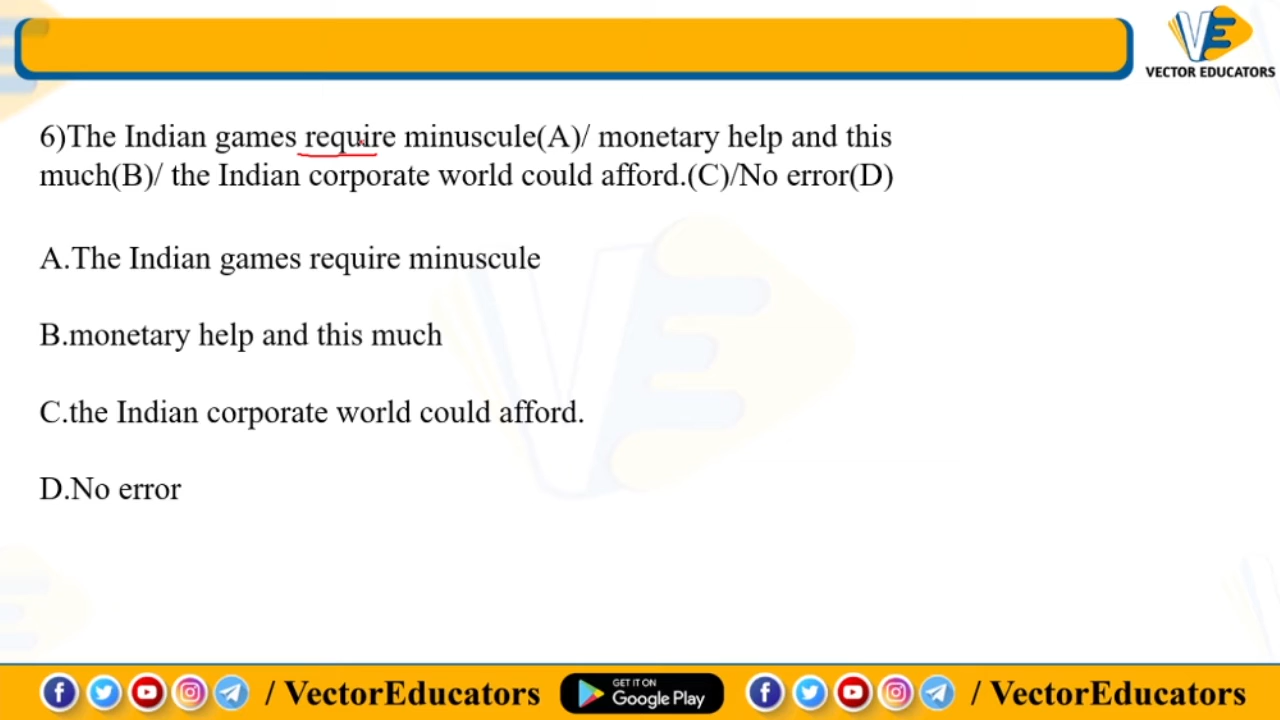 VECTOR EDUCATORS
6)The Indian games require minuscule(A)/ monetary help and this
much(B)/ the Indian corporate world could afford.(C)/No error(D)
A.The Indian games require minuscule
B.monetary help and this much
C.the Indian corporate world could afford.
D.No error
/ VectorEducators
GET IT ON
Google Play
/ VectorEducators